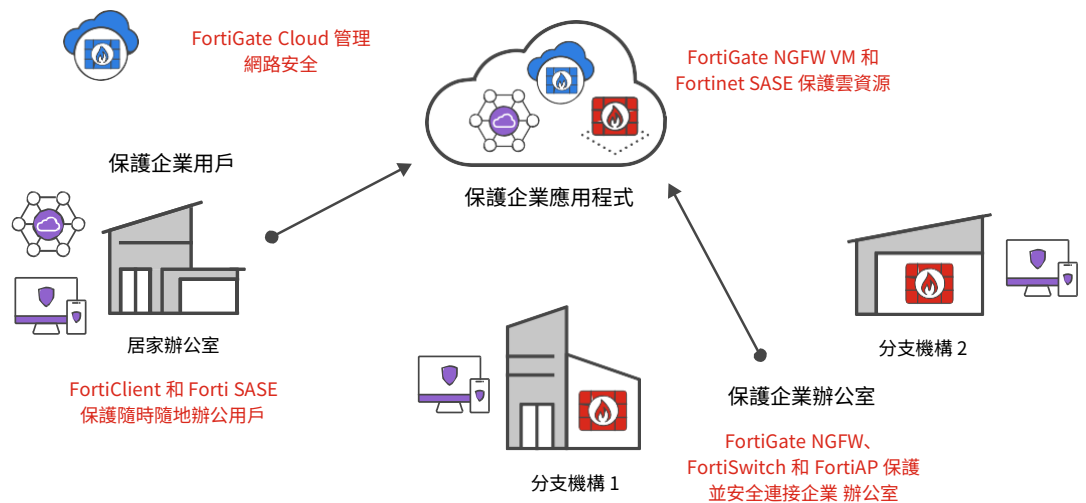 FortiGate Cloud 管理
網路安全
FortiGate NGFW VM 和
Fortinet SASE 保護雲資源
保護企業用戶
保護企業應用程式
居家辦公室
FortiClient 和 Forti SASE
保護隨時隨地辦公用戶
分支機構 1
分支機構 2
保護企業辦公室
FortiGate NGFW、
FortiSwitch 和 FortiAP 保護
並安全連接企業 辦公室